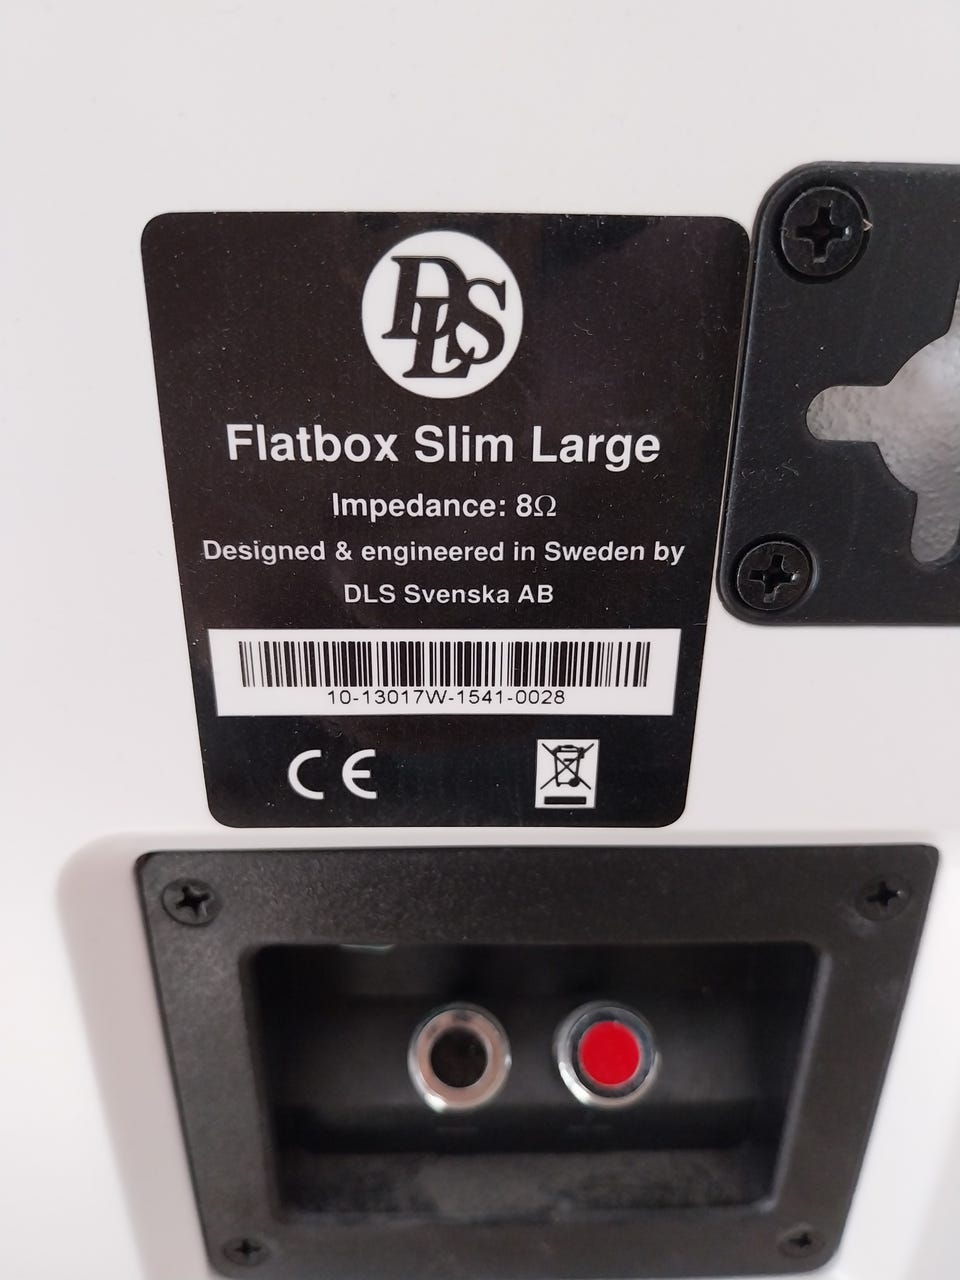 DLS
Flatbox Slim Large
Impedance: 8Ω
Designed & engineered in Sweden by
DLS Svenska AB
10-13017W-1541-0028
CE